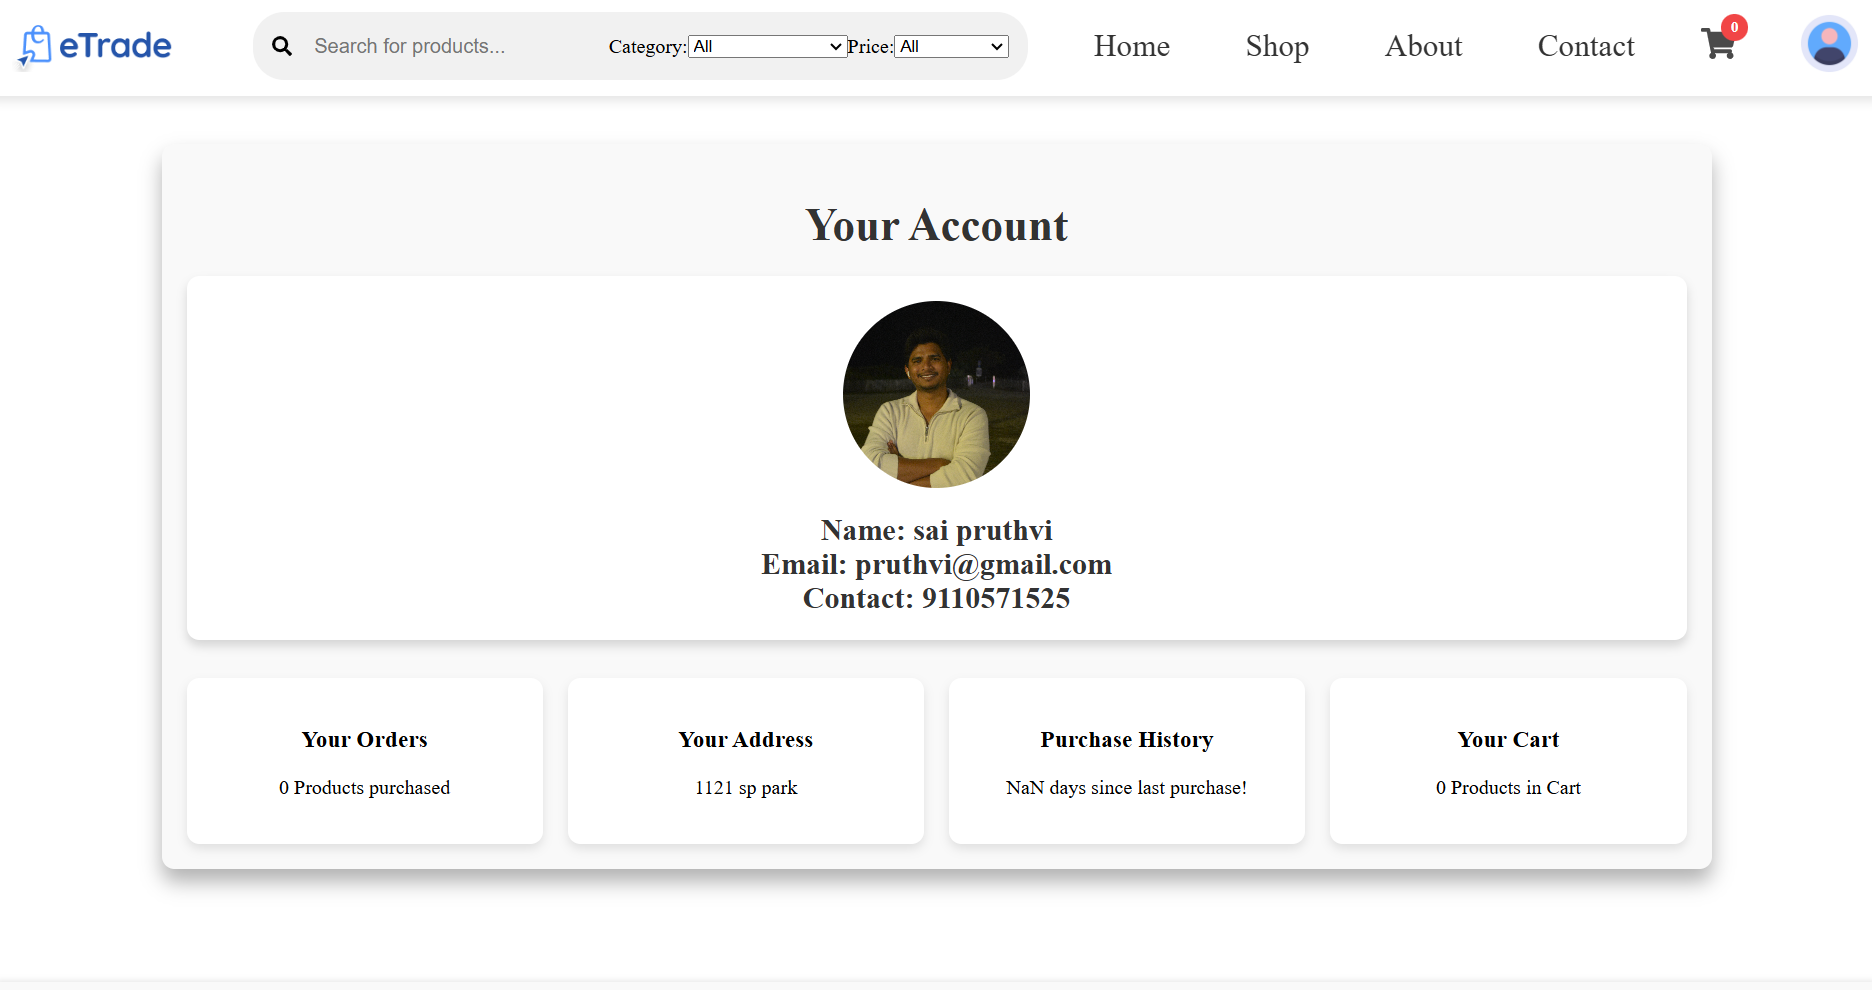 eTrade
Search for products...
Category: All
Price: All
Home
Shop
About
Contact
0
Your Account
Name: sai pruthvi
Email: pruthvi@gmail.com
Contact: 9110571525
Your Orders
0 Products purchased
Your Address
1121 sp park
Purchase History
NaN days since last purchase!
Your Cart
0 Products in Cart